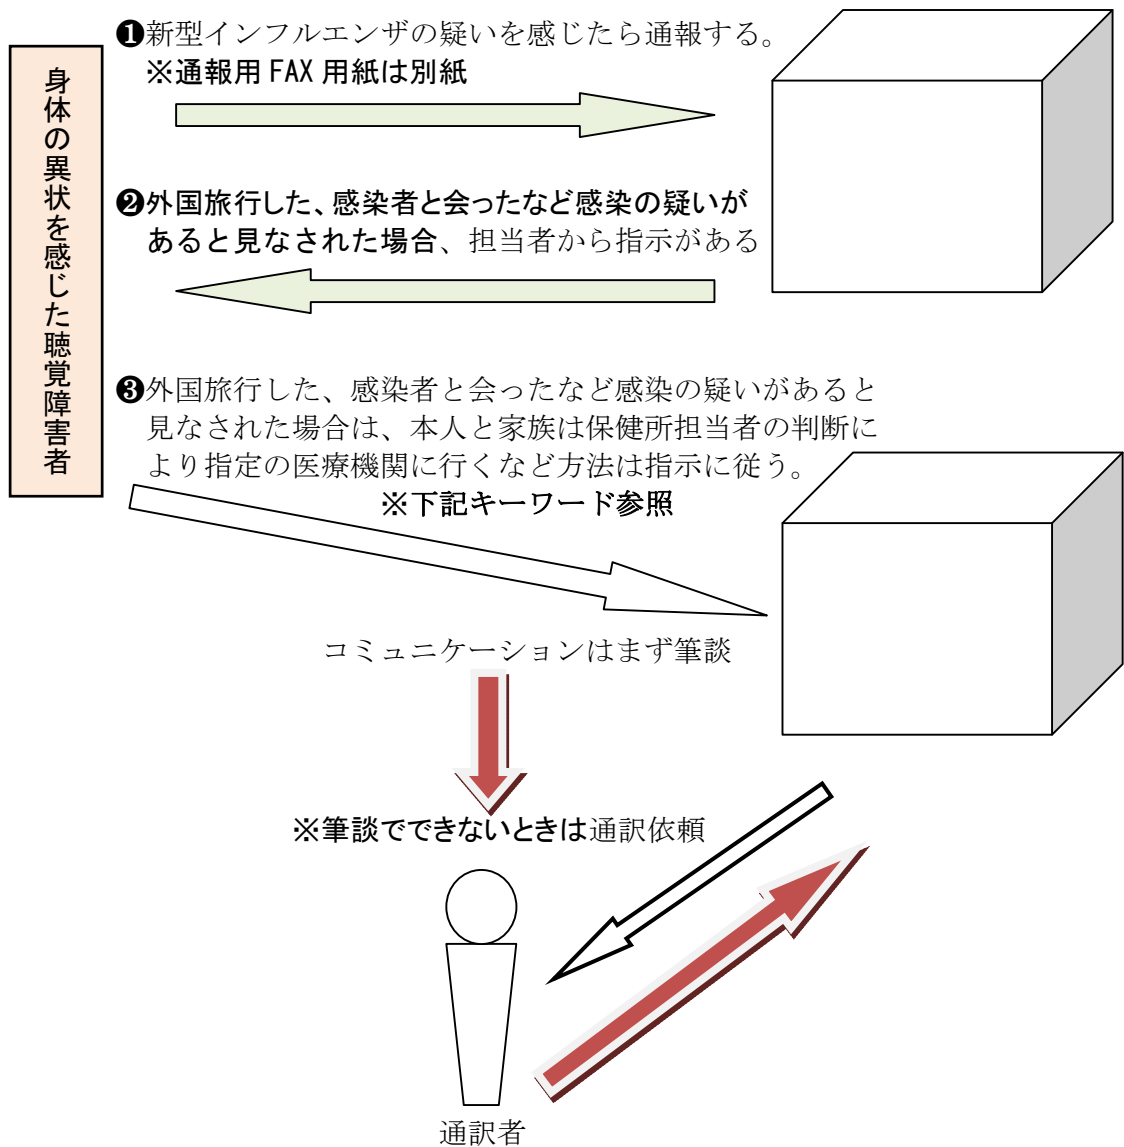 身体の異状を感じた聴覚障害者
❶新型インフルエンザの疑いを感じたら通報する。
※通報用 FAX 用紙は別紙
❷外国旅行した、感染者と会ったなど感染の疑いが
あると見なされた場合、担当者から指示がある
❸外国旅行した、感染者と会ったなど感染の疑いがあると
見なされた場合は、本人と家族は保健所担当者の判断に
より指定の医療機関に行くなど方法は指示に従う。
※下記キーワード参照
コミュニケーションはまず筆談
※筆談でできないときは通訳依頼
通訳者